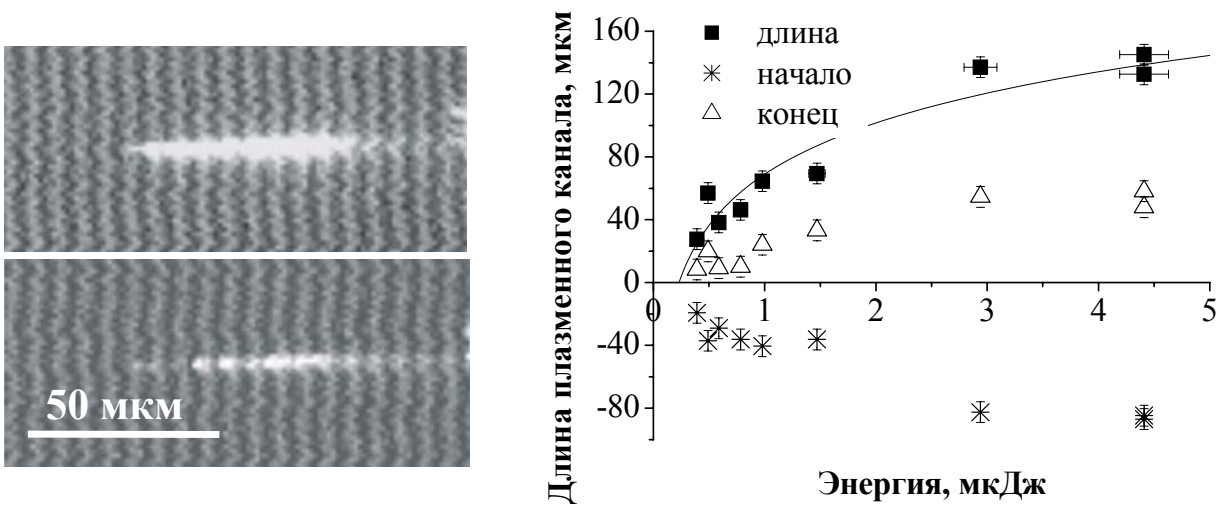 50 мкм
Длина плазменного канала, мкм
160
120
80
40
0
-40
-80
длина
начало
конец
0 1 2 3 4 5
Энергия, мкДж